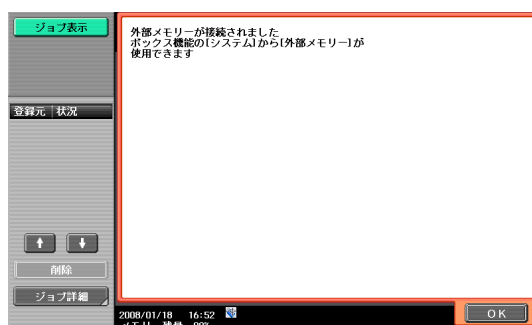 ジョブ表示
外部メモリーが接続されました
ボックス機能の[システム]から[外部メモリー]が
使用できます
登録元 状況
↑ ↓
削除
ジョブ詳細
2008/01/18 16:52
OK